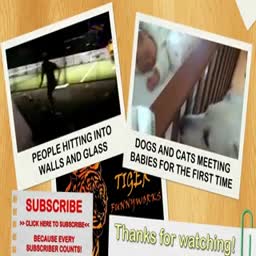 PEOPLE HITTING INTO
WALLS AND GLASS
DOGS AND CATS MEETING
BABIES FOR THE FIRST TIME
SUBSCRIBE
>> CLICK HERE TO SUBSCRIBE<<
BECAUSE EVERY
SUBSCRIBER COUNTS!
TIGER
FUNNYWORKS
Thanks for watching!